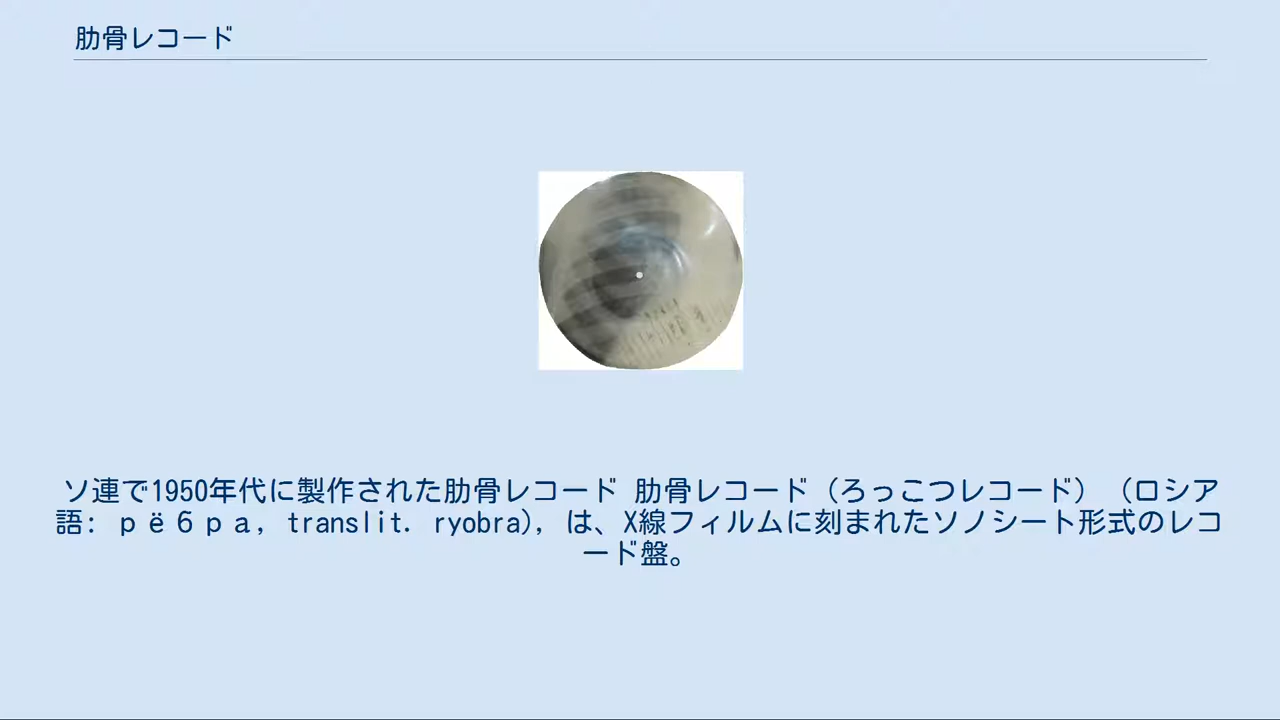 肋骨レコード
ソ連で1950年代に製作された肋骨レコード 肋骨レコード（ろっこつレコード）（ロシア
語: рёбра, translit. ryobra), は、X線フィルムに刻まれたソノシート形式のレコ
ード盤。